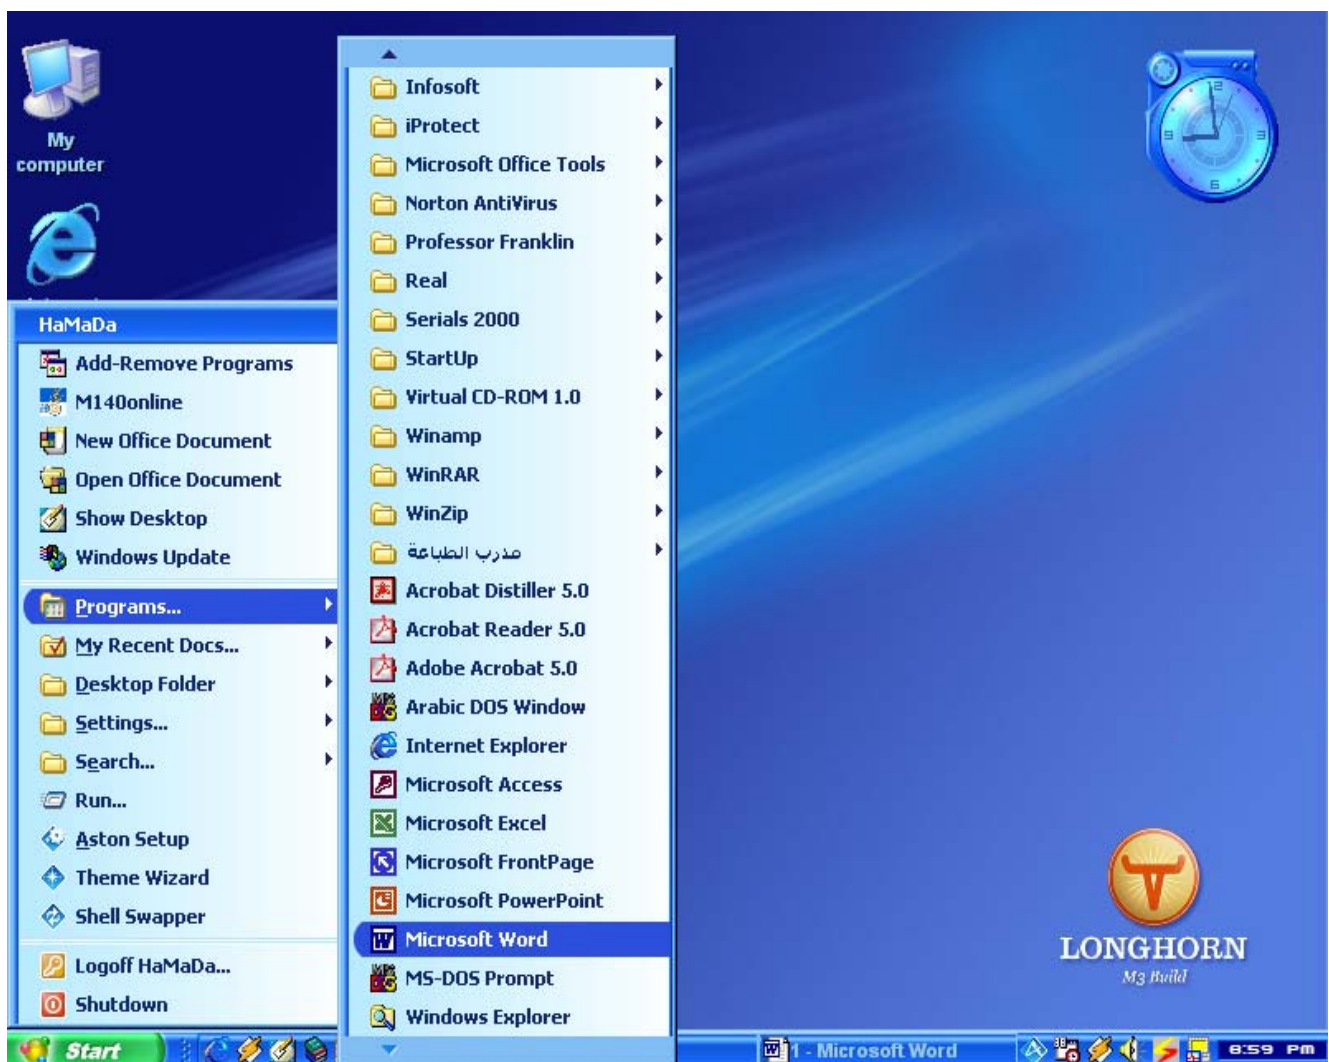 My
computer
HaMaDa
Add-Remove Programs
M140online
New Office Document
Open Office Document
Show Desktop
Windows Update
Programs...
My Recent Docs...
Desktop Folder
Settings...
Search...
Run...
Aston Setup
Theme Wizard
Shell Swapper
Logoff HaMaDa...
Shutdown
Infosoft
iProtect
Microsoft Office Tools
Norton AntiVirus
Professor Franklin
Real
Serials 2000
StartUp
Virtual CD-ROM 1.0
Winamp
WinRAR
WinZip
مدرب الطباعة
Acrobat Distiller 5.0
Acrobat Reader 5.0
Adobe Acrobat 5.0
Arabic DOS Window
Internet Explorer
Microsoft Access
Microsoft Excel
Microsoft FrontPage
Microsoft PowerPoint
Microsoft Word
MS-DOS Prompt
Windows Explorer
12
9
3
6
LONGHORN
M3 Build
Start
1 - Microsoft Word
8:59 PM